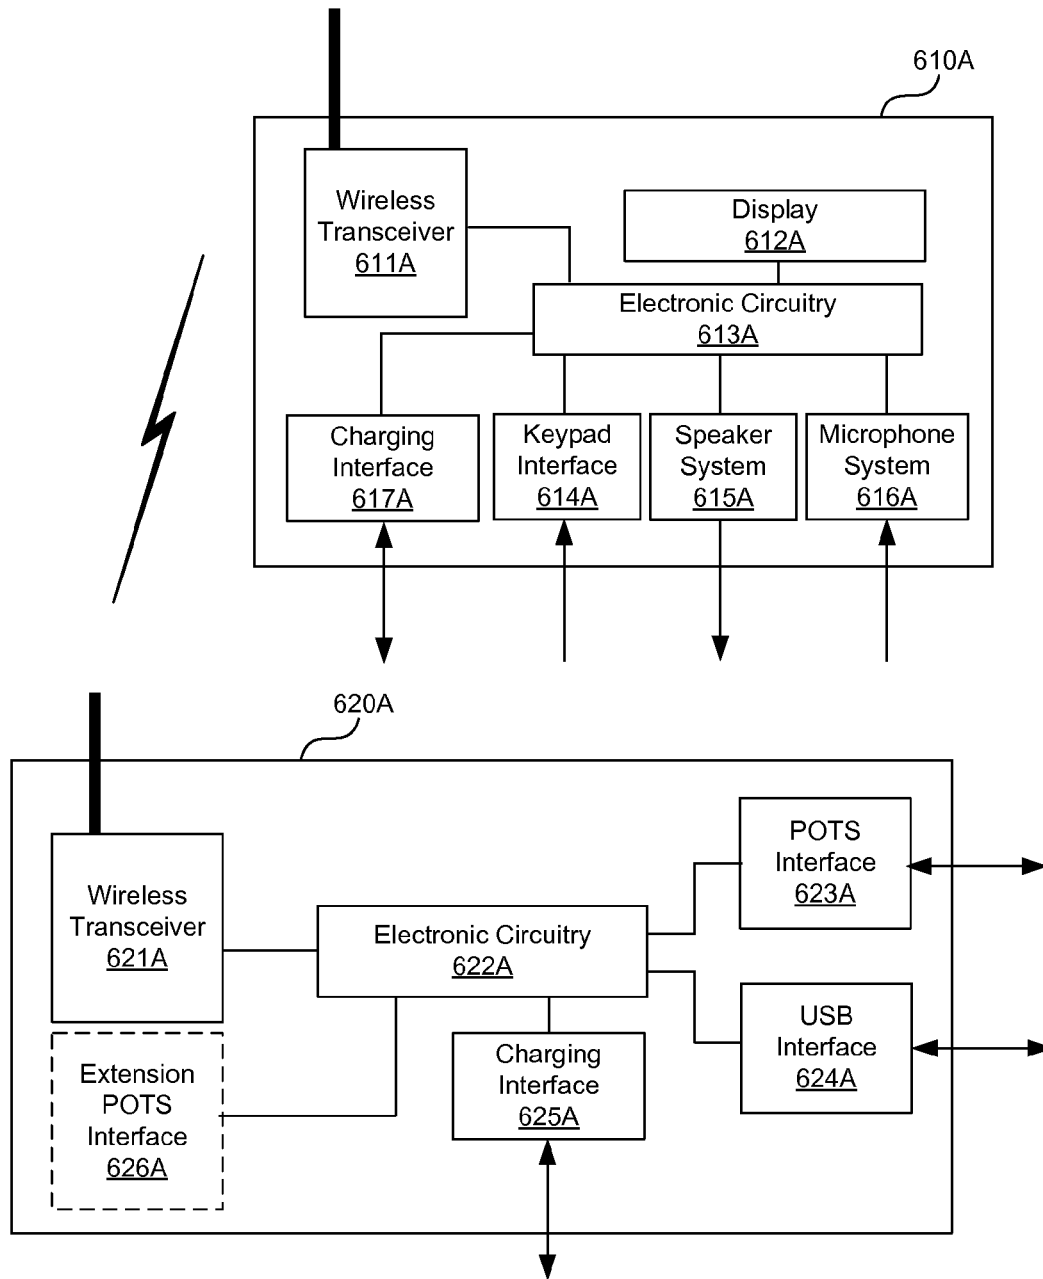 610A
Wireless
Transceiver
611A
Display
612A
Electronic Circuitry
613A
Charging
Interface
617A
Keypad
Interface
614A
Speaker
System
615A
Microphone
System
616A
620A
Wireless
Transceiver
621A
Electronic Circuitry
622A
POTS
Interface
623A
USB
Interface
624A
Charging
Interface
625A
Extension
POTS
Interface
626A